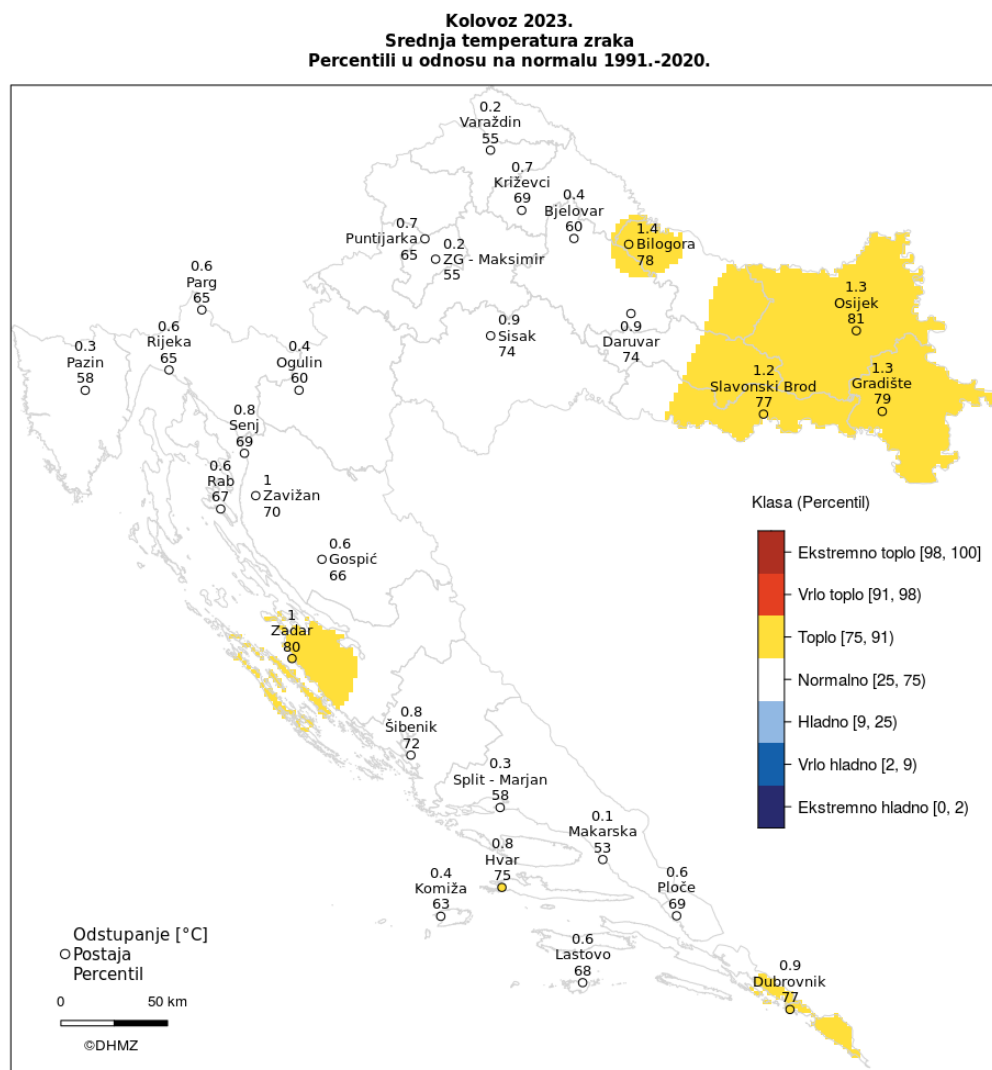 Kolovoz 2023.
Srednja temperatura zraka
Percentili u odnosu na normalu 1991.-2020.
0.2
Varaždin
55
0.7
Križevci
69
0.4
Bjelovar
60
0.7
Puntijarka
65
0.2
ZG - Maksimir
55
1.4
Bilogora
78
0.6
Parg
65
1.3
Osijek
81
0.6
Rijeka
65
0.9
Sisak
74
0.9
Daruvar
74
0.3
Pazin
58
0.4
Ogulin
60
1.2
Slavonski Brod
77
1.3
Gradište
79
0.8
Senj
69
0.6
Rab
67
1
Zavižan
70
0.6
Gospić
66
1
Zadar
80
0.8
Šibenik
72
0.3
Split - Marjan
58
0.1
Makarska
53
0.8
Hvar
75
0.4
Komiža
63
0.6
Ploče
69
0.6
Lastovo
68
0.9
Dubrovnik
77
Klasa (Percentil)
Ekstremno toplo [98, 100]
Vrlo toplo [91, 98)
Toplo [75, 91)
Normalno [25, 75)
Hladno [9, 25)
Vrlo hladno [2, 9)
Ekstremno hladno [0, 2)
Odstupanje [°C]
Postaja
Percentil
0 50 km
©DHMZ